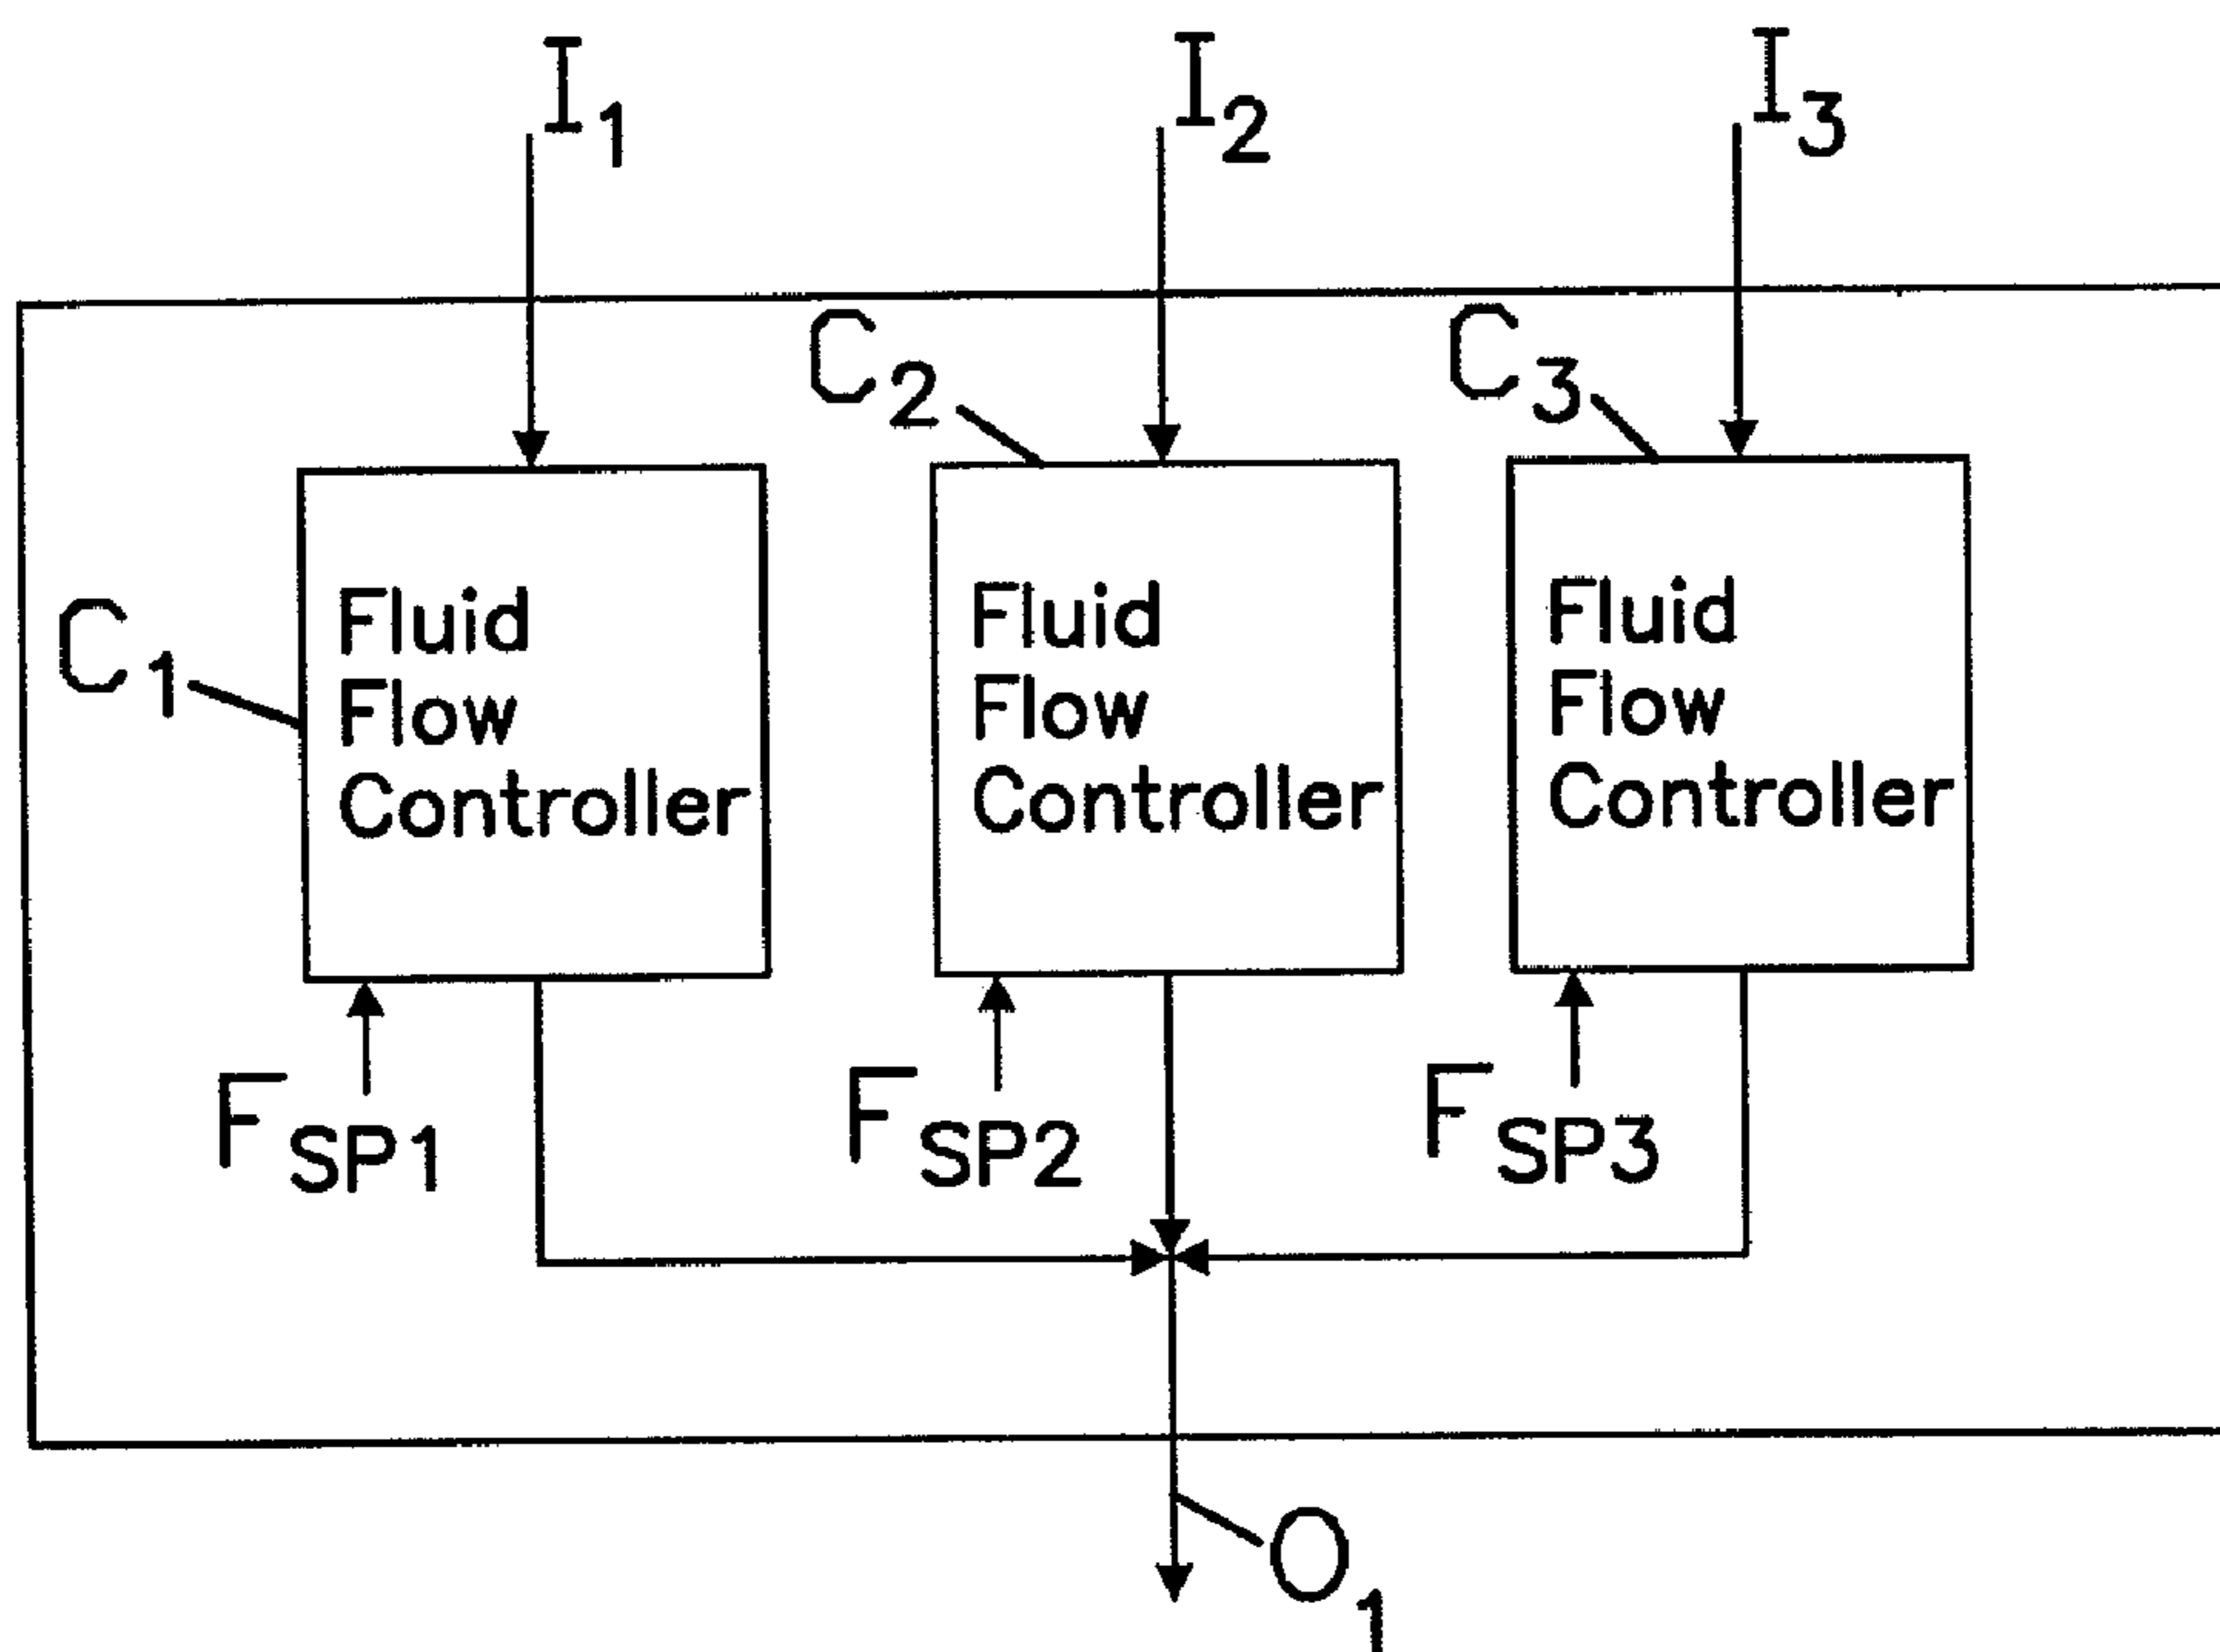 I1
I2
I3
C2
C3
C1
Fluid
Flow
Controller
Fluid
Flow
Controller
Fluid
Flow
Controller
FSP1
FSP2
FSP3
O1